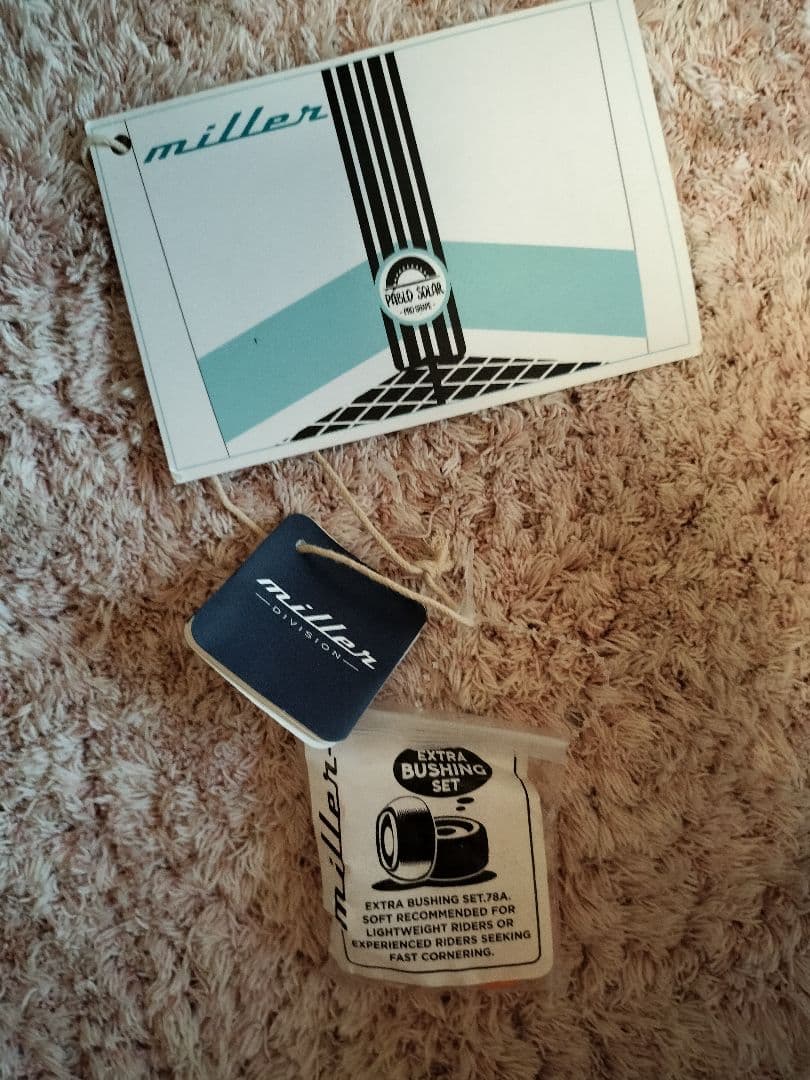 miller
PABLO SOLAR
- PRO SHAPE -
miller
DIVISION
miller
EXTRA
BUSHING
SET
EXTRA BUSHING SET.78A.
SOFT RECOMMENDED FOR
LIGHTWEIGHT RIDERS OR
EXPERIENCED RIDERS SEEKING
FAST CORNERING.